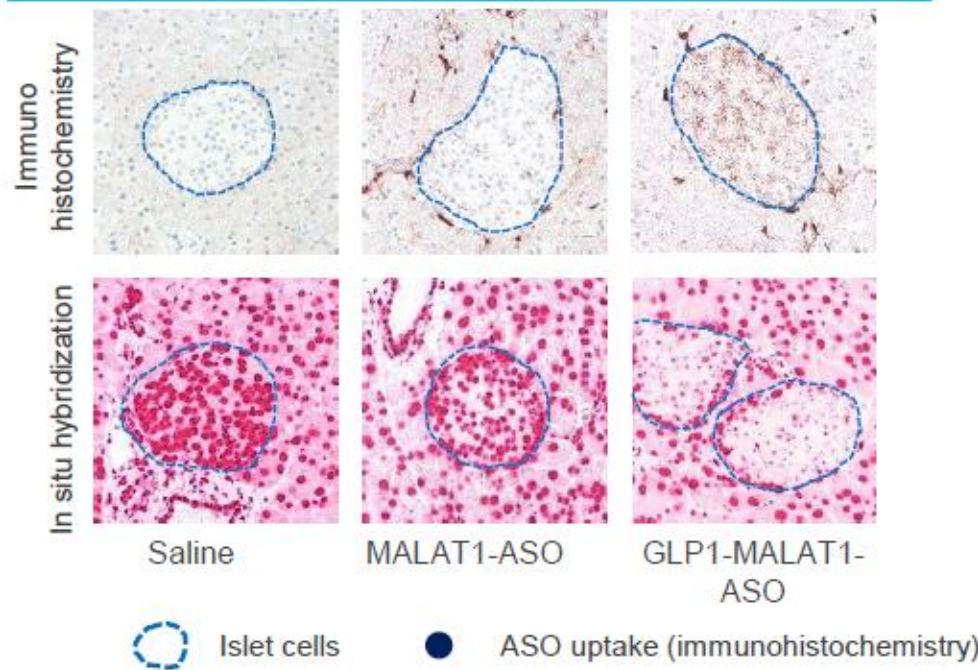 Immuno
histochemistry
In situ hybridization
Saline
MALAT1-ASO
GLP1-MALAT1-
ASO
Islet cells
ASO uptake (immunohistochemistry)